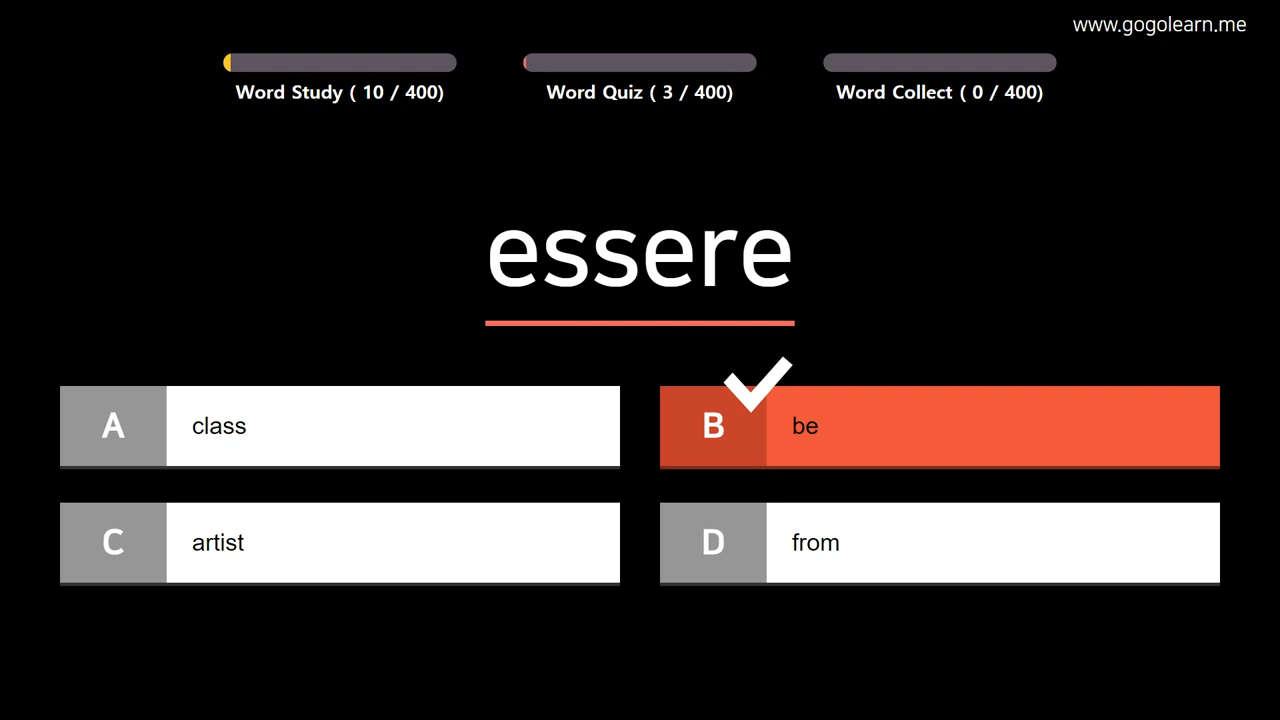 www.gogolearn.me
Word Study ( 10 / 400)
Word Quiz ( 3 / 400)
Word Collect ( 0 / 400)
essere
A class
B be
C artist
D from